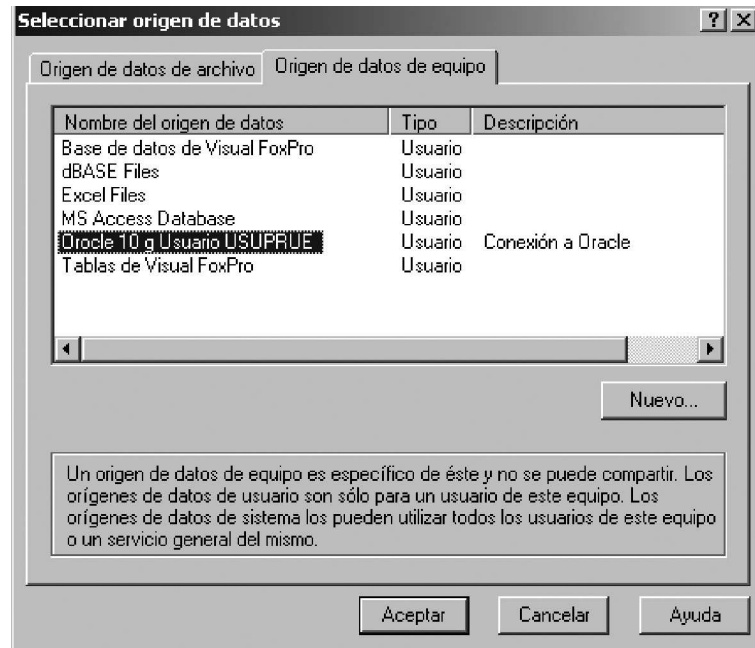 Seleccionar origen de datos
Origen de datos de archivo Origen de datos de equipo
Nombre del origen de datos Tipo Descripción
Base de datos de Visual FoxPro Usuario
dBASE Files Usuario
Excel Files Usuario
MS Access Database Usuario
Orocle 10 g Usuario USUPRUE Usuario Conexión a Oracle
Tablas de Visual FoxPro Usuario
Nuevo...
Un origen de datos de equipo es específico de éste y no se puede compartir. Los
orígenes de datos de usuario son sólo para un usuario de este equipo. Los
orígenes de datos de sistema los pueden utilizar todos los usuarios de este equipo
o un servicio general del mismo.
Aceptar Cancelar Ayuda